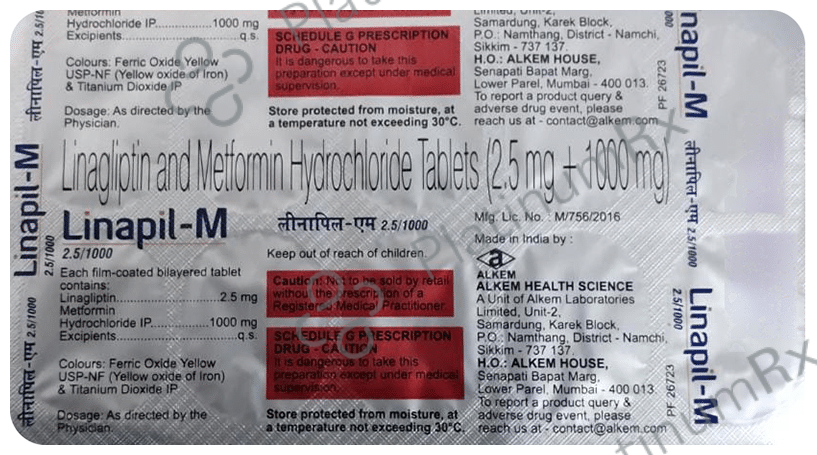 Metformin
Hydrochloride IP................ 1000 mg
Excipients................................ q.s.
Colours: Ferric Oxide Yellow
USP-NF (Yellow oxide of Iron)
& Titanium Dioxide IP
Dosage: As directed by the
Physician.
SCHEDULE G PRESCRIPTION
DRUG - CAUTION
It is dangerous to take this
preparation except under medical
supervision.
Store protected from moisture, at
a temperature not exceeding 30°C.
Limited, Unit-2,
Samardung, Karek Block,
P.O.: Namthang, District - Namchi,
Sikkim - 737 137.
H.O.: ALKEM HOUSE,
Senapati Bapat Marg,
Lower Parel, Mumbai - 400 013.
To report a product query &
adverse drug event, please
reach us at - contact@alkem.com
PF 26723
लीनापिल-एम 2.5/1000
Linapil-M
2.5/1000
Linagliptin and Metformin Hydrochloride Tablets (2.5 mg + 1000 mg)
Linapil-M
2.5/1000
लीनापिल-एम 2.5/1000
Mfg. Lic. No. : M/756/2016
Each film-coated bilayered tablet
contains:
Linagliptin........................2.5 mg
Metformin
Hydrochloride IP................1000 mg
Excipients................................q.s.
Colours: Ferric Oxide Yellow
USP-NF (Yellow oxide of Iron)
& Titanium Dioxide IP
Dosage: As directed by the
Physician.
Keep out of reach of children.
Caution: Not to be sold by retail
without the prescription of a
Registered Medical Practitioner.
SCHEDULE G PRESCRIPTION
DRUG - CAUTION
It is dangerous to take this
preparation except under medical
supervision.
Store protected from moisture, at
a temperature not exceeding 30°C.
Made in India by :
a
ALKEM
ALKEM HEALTH SCIENCE
A Unit of Alkem Laboratories
Limited, Unit-2,
Samardung, Karek Block,
P.O.: Namthang, District - Namchi,
Sikkim - 737 137.
H.O.: ALKEM HOUSE,
Senapati Bapat Marg,
Lower Parel, Mumbai - 400 013.
To report a product query &
adverse drug event, please
reach us at - contact@alkem.com
PF 26723
लीनापिल-एम 2.5/1000
napil-M
लीनापिल-एम 2.5/1000
Linapil-M
2.5/1000
PlatinumRx
PlatinumRx